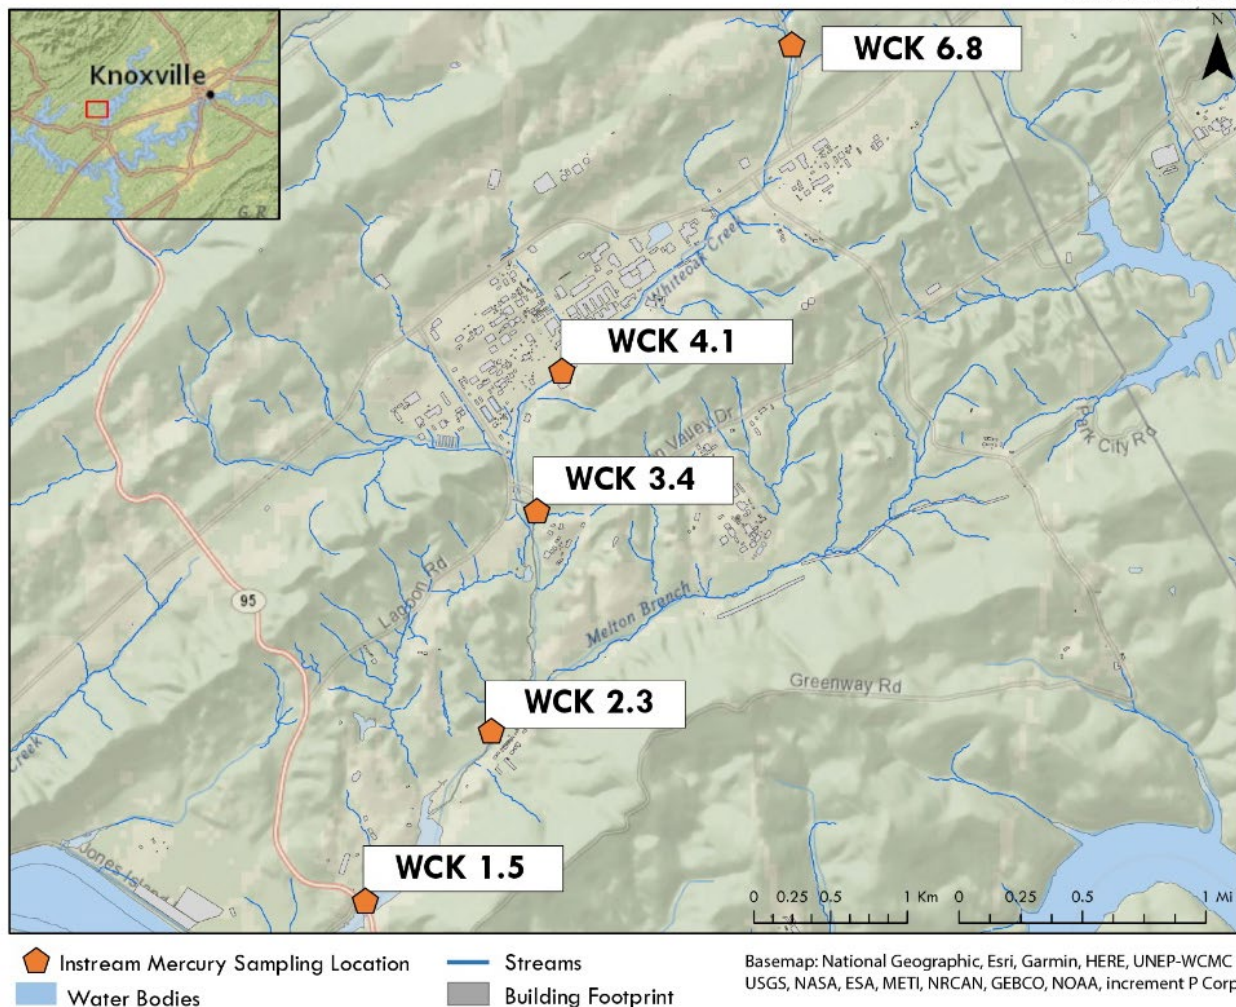 N
Knoxville
G. R.
WCK 6.8
Whiteoak Creek
WCK 4.1
n Valley Dr
Park City Rd
WCK 3.4
95
Lagoon Rd
Melton Branch
Greenway Rd
WCK 2.3
Creek
Jones Island
WCK 1.5
0 0.25 0.5 1 Km
0 0.25 0.5 1 Mi
Instream Mercury Sampling Location
Streams
Water Bodies
Building Footprint
Basemap: National Geographic, Esri, Garmin, HERE, UNEP-WCMC
USGS, NASA, ESA, METI, NRCAN, GEBCO, NOAA, increment P Corp